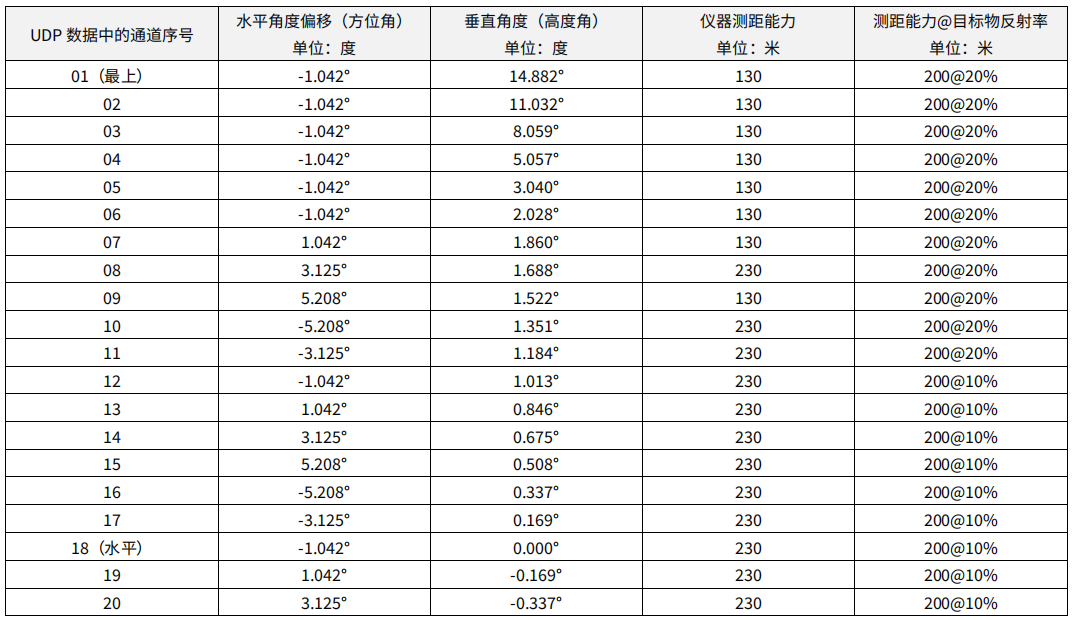 UDP 数据中的通道序号 水平角度偏移（方位角） 单位：度 垂直角度（高度角） 单位：度 仪器测距能力 单位：米 测距能力@目标物反射率 单位：米
01（最上） -1.042° 14.882° 130 200@20%
02 -1.042° 11.032° 130 200@20%
03 -1.042° 8.059° 130 200@20%
04 -1.042° 5.057° 130 200@20%
05 -1.042° 3.040° 130 200@20%
06 -1.042° 2.028° 130 200@20%
07 1.042° 1.860° 130 200@20%
08 3.125° 1.688° 230 200@20%
09 5.208° 1.522° 130 200@20%
10 -5.208° 1.351° 230 200@20%
11 -3.125° 1.184° 230 200@20%
12 -1.042° 1.013° 230 200@10%
13 1.042° 0.846° 230 200@10%
14 3.125° 0.675° 230 200@10%
15 5.208° 0.508° 230 200@10%
16 -5.208° 0.337° 230 200@10%
17 -3.125° 0.169° 230 200@10%
18（水平） -1.042° 0.000° 230 200@10%
19 1.042° -0.169° 230 200@10%
20 3.125° -0.337° 230 200@10%